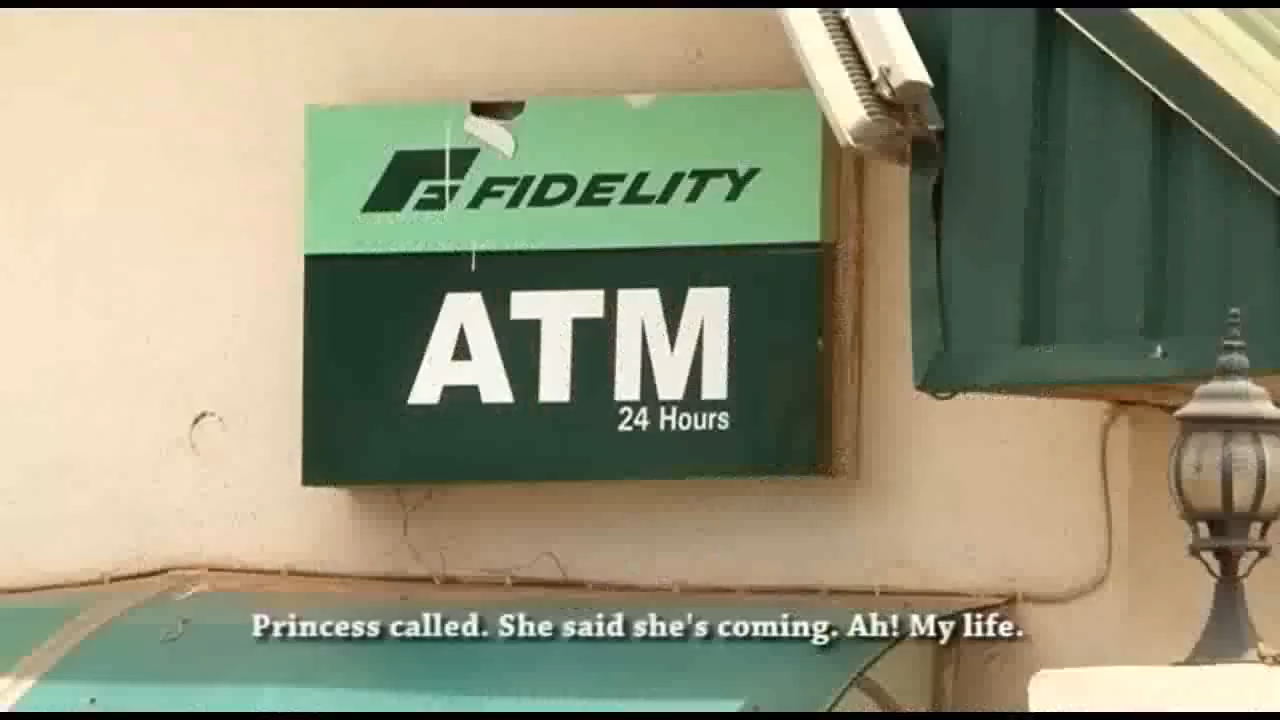 FIDELITY
ATM
24 Hours
Princess called. She said she's coming. Ah! My life.